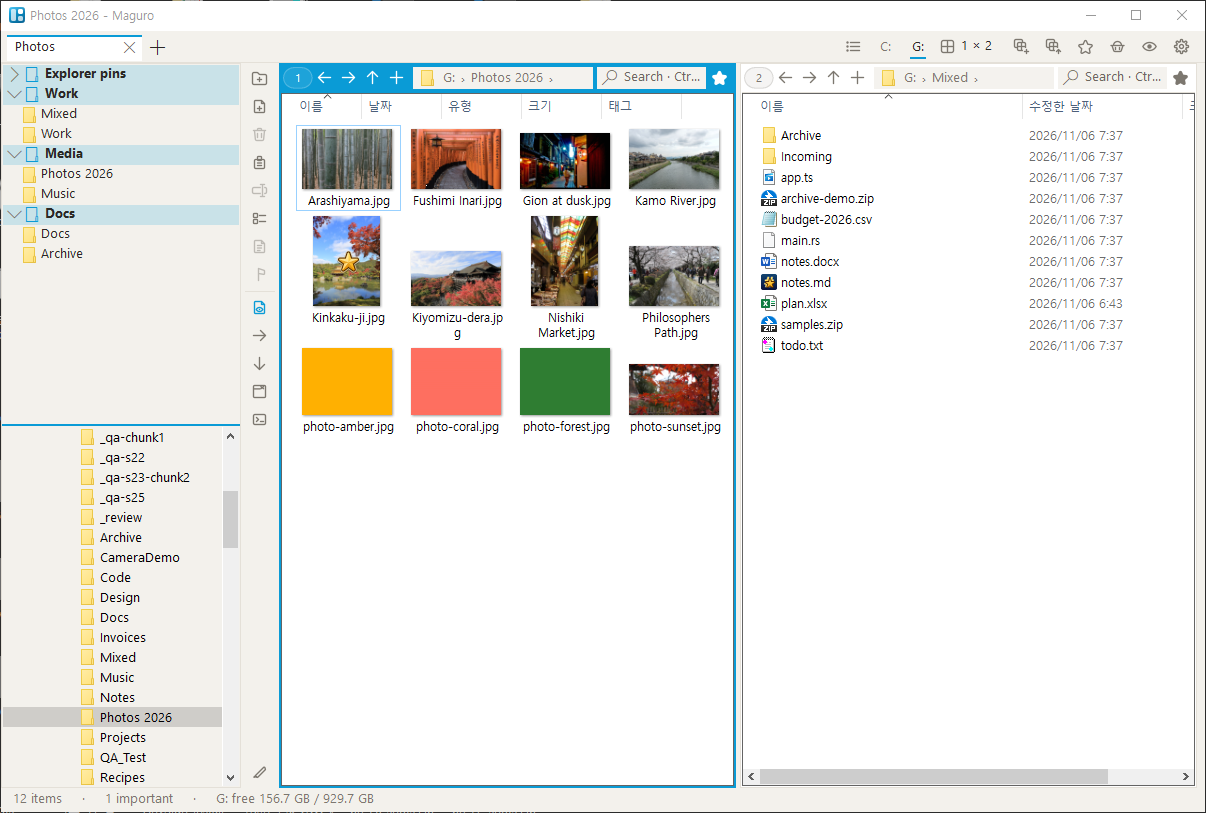 Photos 2026 - Maguro
Photos
C:
G:
1 × 2
Explorer pins
Work
Mixed
Work
Media
Photos 2026
Music
Docs
Docs
Archive
_qa-chunk1
_qa-s22
_qa-s23-chunk2
_qa-s25
_review
Archive
CameraDemo
Code
Design
Docs
Invoices
Mixed
Music
Notes
Photos 2026
Projects
QA_Test
Recipes
1
G: › Photos 2026 ›
Search · Ctr...
이름 날짜 유형 크기 태그
Arashiyama.jpg
Fushimi Inari.jpg
Gion at dusk.jpg
Kamo River.jpg
Kinkaku-ji.jpg
Kiyomizu-dera.jp
g
Nishiki
Market.jpg
Philosophers
Path.jpg
photo-amber.jpg
photo-coral.jpg
photo-forest.jpg
photo-sunset.jpg
2
G: › Mixed ›
Search · Ctr...
이름 수정한 날짜
Archive 2026/11/06 7:37
Incoming 2026/11/06 7:37
app.ts 2026/11/06 7:37
ZIP archive-demo.zip 2026/11/06 7:37
budget-2026.csv 2026/11/06 7:37
main.rs 2026/11/06 7:37
notes.docx 2026/11/06 7:37
notes.md 2026/11/06 7:37
plan.xlsx 2026/11/06 6:43
ZIP samples.zip 2026/11/06 7:37
todo.txt 2026/11/06 7:37
12 items · 1 important · G: free 156.7 GB / 929.7 GB